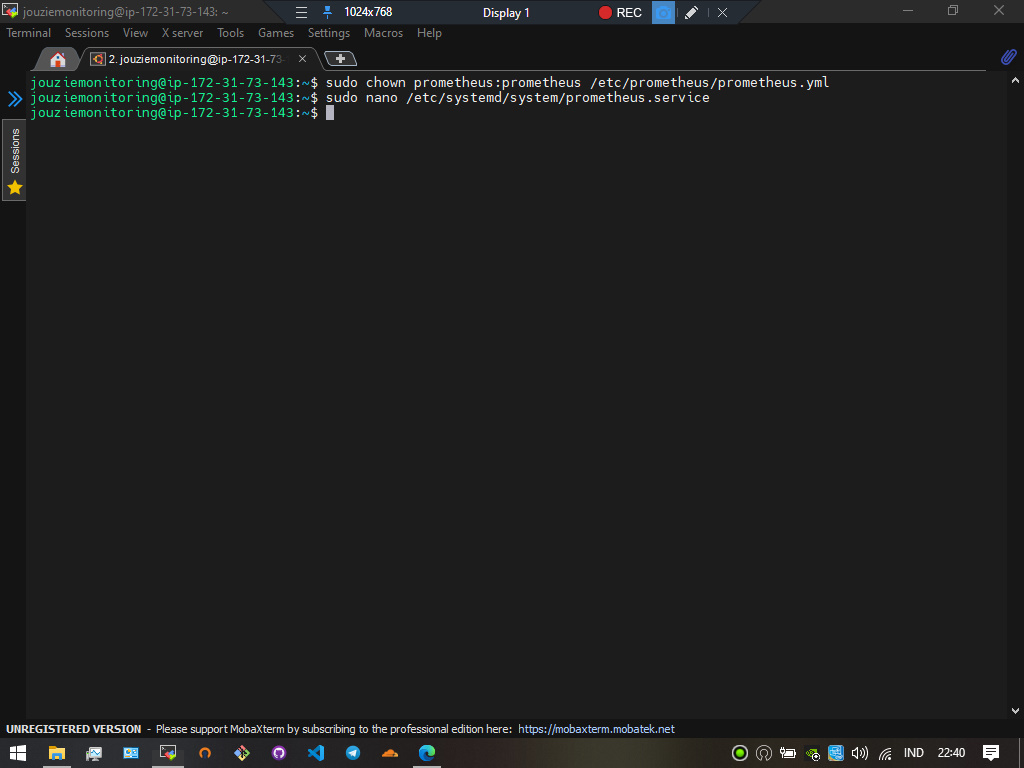 jouziemonitoring@ip-172-31-73-143: ~
1024x768
Display 1
REC
Terminal Sessions View X server Tools Games Settings Macros Help
2. jouziemonitoring@ip-172-31-73-
jouziemonitoring@ip-172-31-73-143:~$ sudo chown prometheus:prometheus /etc/prometheus/prometheus.yml
jouziemonitoring@ip-172-31-73-143:~$ sudo nano /etc/systemd/system/prometheus.service
jouziemonitoring@ip-172-31-73-143:~$
Sessions
UNREGISTERED VERSION - Please support MobaXterm by subscribing to the professional edition here: https://mobaxterm.mobatek.net
IND 22:40